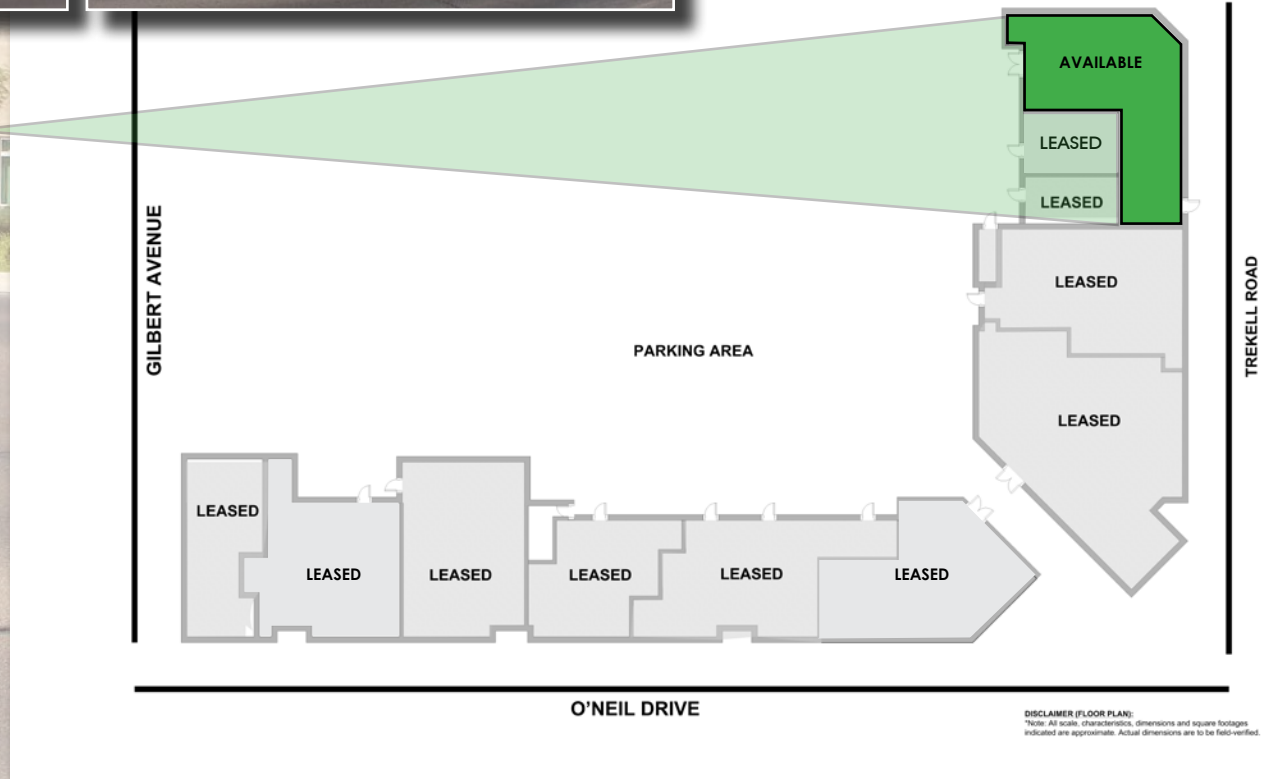 AVAILABLE
LEASED
LEASED
GILBERT AVENUE
LEASED
TREKELL ROAD
PARKING AREA
LEASED
LEASED
LEASED
LEASED
LEASED
LEASED
LEASED
O'NEIL DRIVE
DISCLAIMER (FLOOR PLAN):
*Note: All scale, characteristics, dimensions and square footages
indicated are approximate. Actual dimensions are to be field-verified.